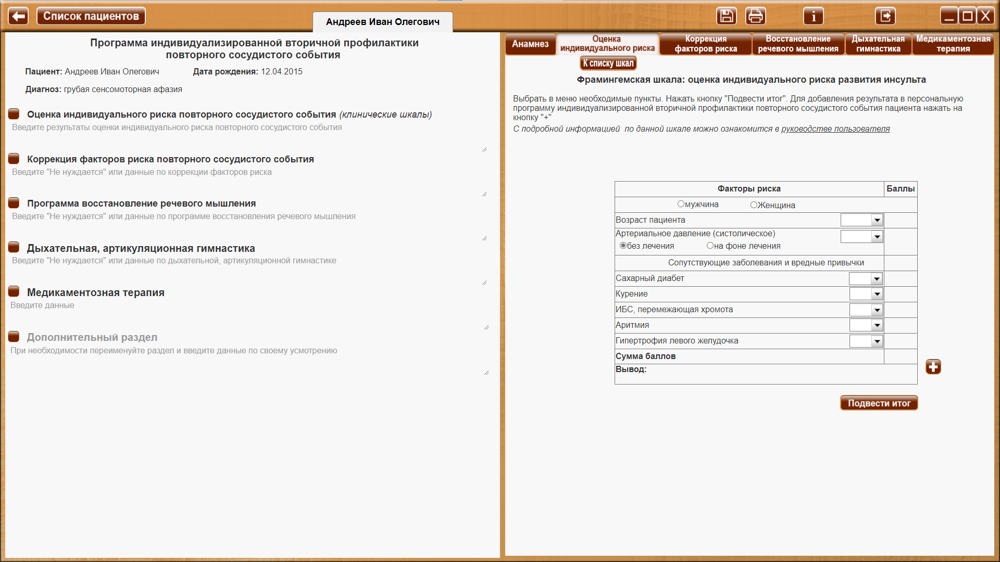 Список пациентов
Андреев Иван Олегович
i
X
Программа индивидуализированной вторичной профилактики
повторного сосудистого события
Пациент: Андреев Иван Олегович Дата рождения: 12.04.2015
Диагноз: грубая сенсомоторная афазия
Оценка индивидуального риска повторного сосудистого события (клинические шкалы)
Введите результаты оценки индивидуального риска повторного сосудистого события
Коррекция факторов риска повторного сосудистого события
Введите "Не нуждается" или данные по коррекции факторов риска
Программа восстановление речевого мышления
Введите "Не нуждается" или данные по программе восстановления речевого мышления
Дыхательная, артикуляционная гимнастика
Введите "Не нуждается" или данные по дыхательной, артикуляционной гимнастике
Медикаментозная терапия
Введите данные
Дополнительный раздел
При необходимости переименуйте раздел и введите данные по своему усмотрению
Анамнез
Оценка
индивидуального риска
Коррекция
факторов риска
Восстановление
речевого мышления
Дыхательная
гимнастика
Медикаментозная
терапия
К списку шкал
Фрамингемская шкала: оценка индивидуального риска развития инсульта
Выбрать в меню необходимые пункты. Нажать кнопку "Подвести итог". Для добавления результата в персональную
программу индивидуализированной вторичной профилактики повторного сосудистого события пациента нажать на
кнопку "+"
С подробной информацией по данной шкале можно ознакомится в руководстве пользователя
Факторы риска Баллы
мужчина Женщина
Возраст пациента
Артериальное давление (систолическое)
без лечения на фоне лечения
Сопутствующие заболевания и вредные привычки
Сахарный диабет
Курение
ИБС, перемежающая хромота
Аритмия
Гипертрофия левого желудочка
Сумма баллов
Вывод:
Подвести итог